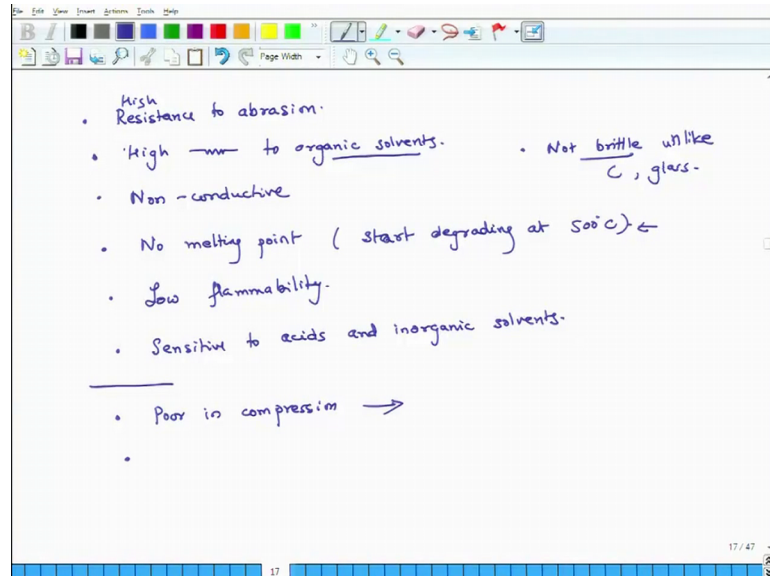 File Edit View Insert Actions Tools Help
B I
Page Width
High
• Resistance to abrasion.
• High — to organic solvents.
• Not brittle unlike
C, glass.
• Non-conductive
• No melting point (start degrading at 500°C) ←
• Low flammability.
• Sensitive to acids and inorganic solvents.
• Poor in compression →
•
17 / 47
17